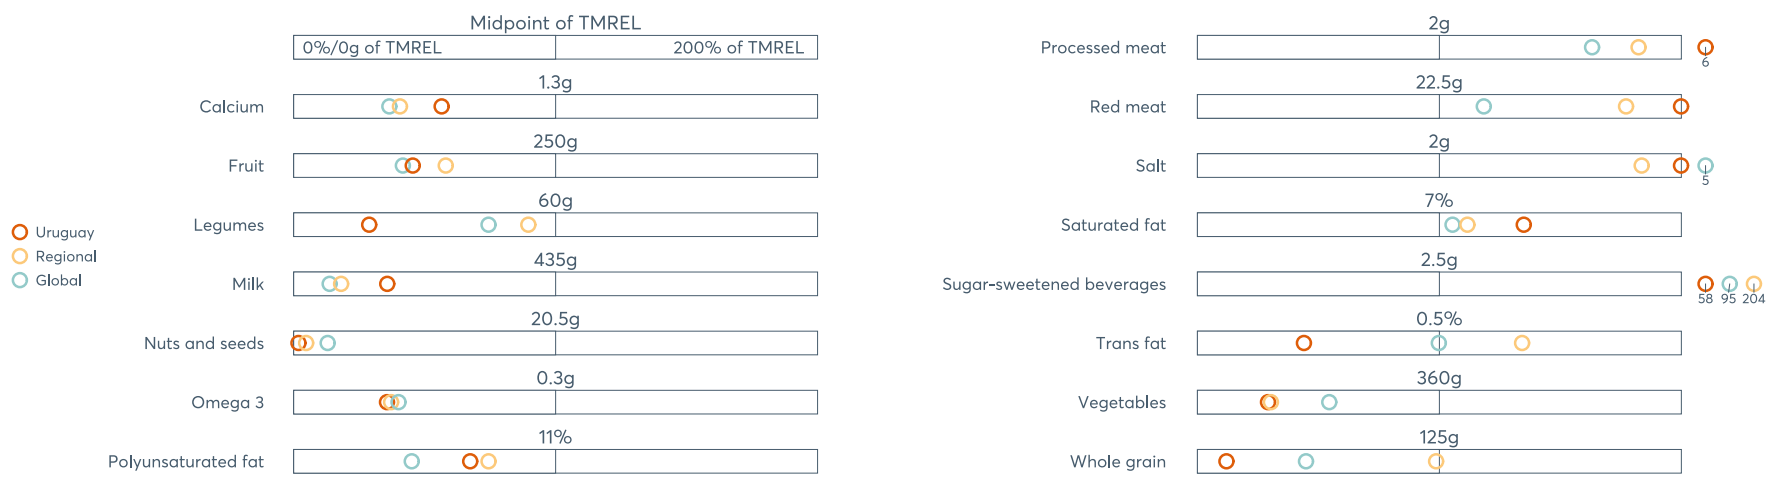 Midpoint of TMREL
0%/0g of TMREL 200% of TMREL
Calcium 1.3g
Fruit 250g
Legumes 60g
Milk 435g
Nuts and seeds 20.5g
Omega 3 0.3g
Polyunsaturated fat 11%
Uruguay
Regional
Global
Processed meat 2g 6
Red meat 22.5g
Salt 2g 5
Saturated fat 7%
Sugar-sweetened beverages 2.5g 58 95 204
Trans fat 0.5%
Vegetables 360g
Whole grain 125g